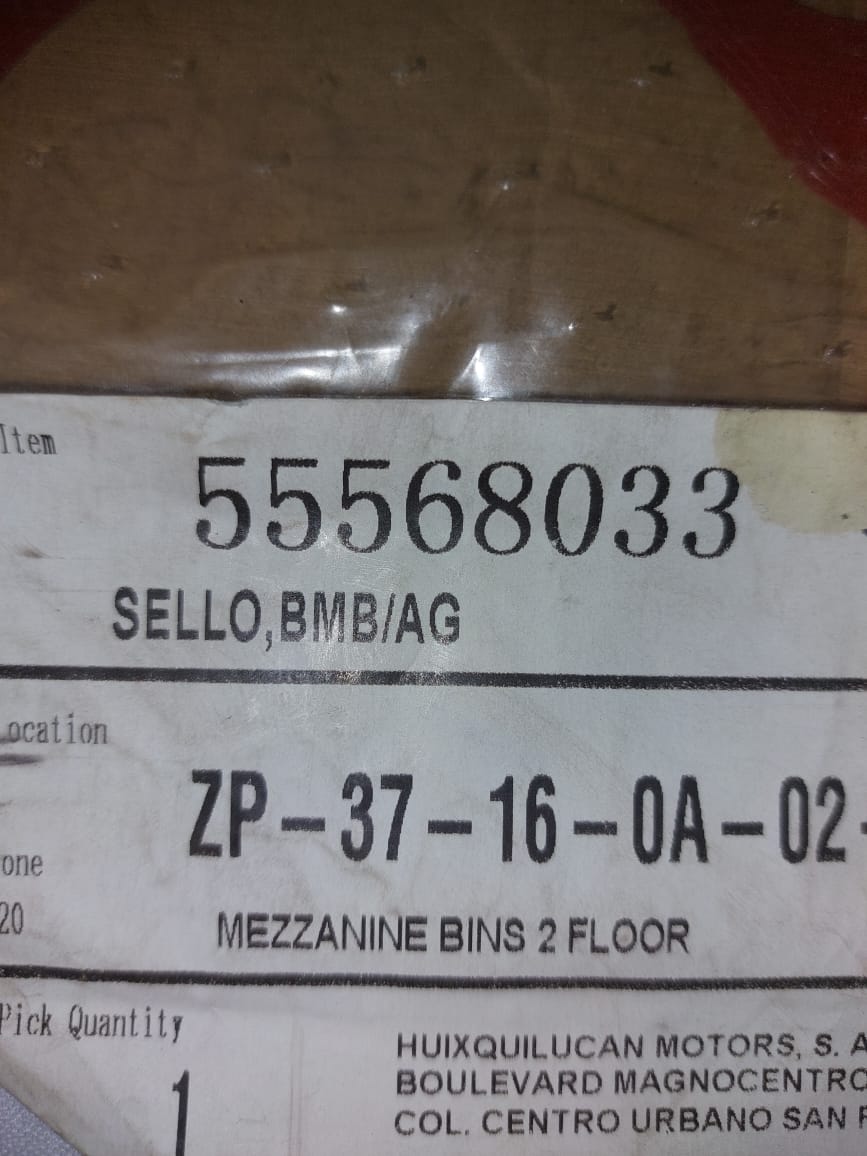 Item
55568033
SELLO,BMB/AG
ocation
ZP-37-16-0A-02-
one
20
MEZZANINE BINS 2 FLOOR
Pick Quantity
1
HUIXQUILUCAN MOTORS, S. A
BOULEVARD MAGNOCENTRO
COL. CENTRO URBANO SAN F